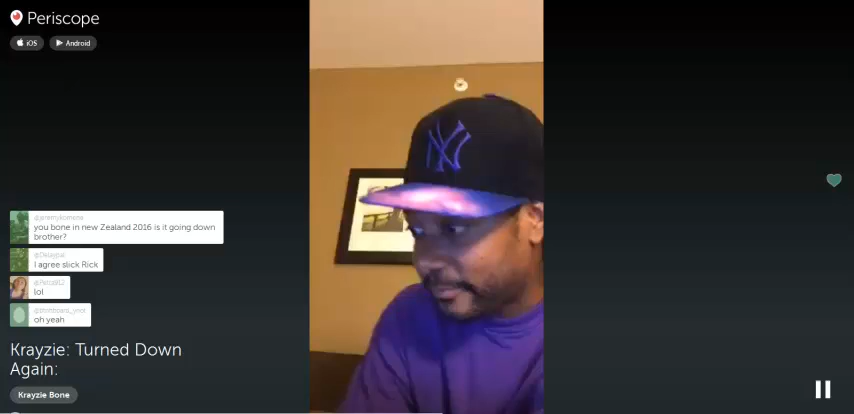 Periscope
iOS
Android
NY
you bone in new Zealand 2016 is it going down
brother?
I agree slick Rick
lol
oh yeah
Krayzie: Turned Down
Again:
Krayzie Bone